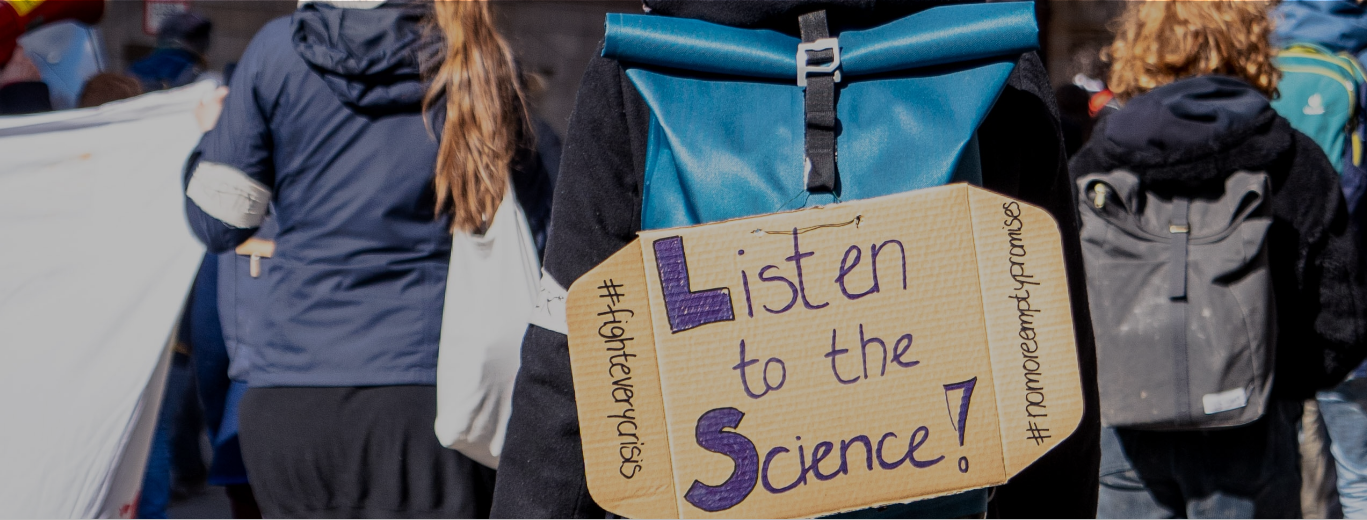 #fighteverycrisis
Listen
to the
Science!
#nomoreemptypromises